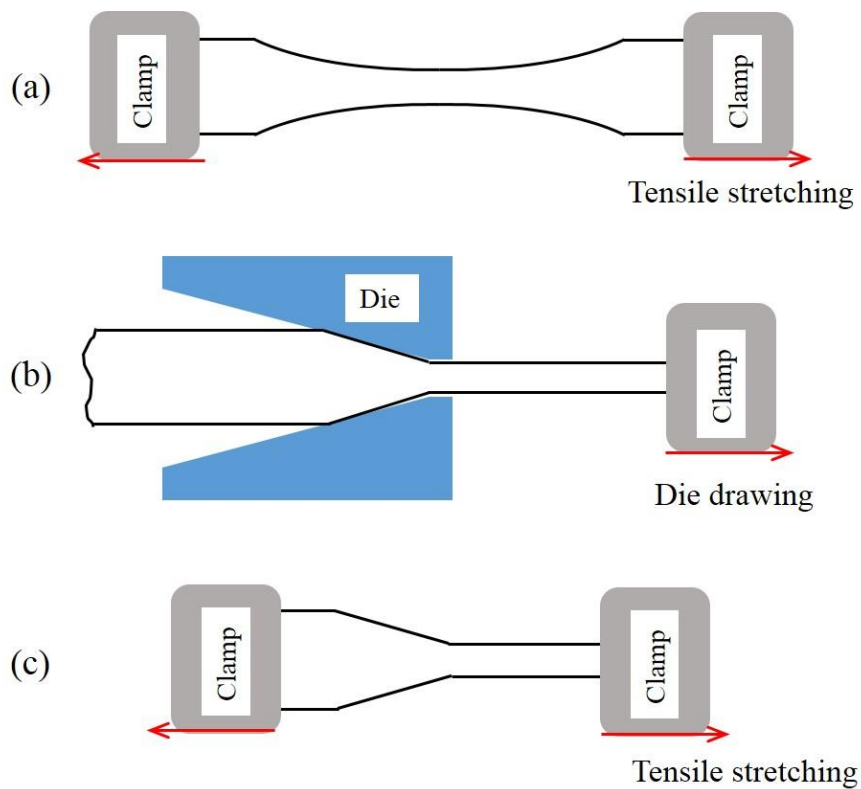 (a)
Clamp
Clamp
Tensile stretching
(b)
Die
Clamp
Die drawing
(c)
Clamp
Clamp
Tensile stretching